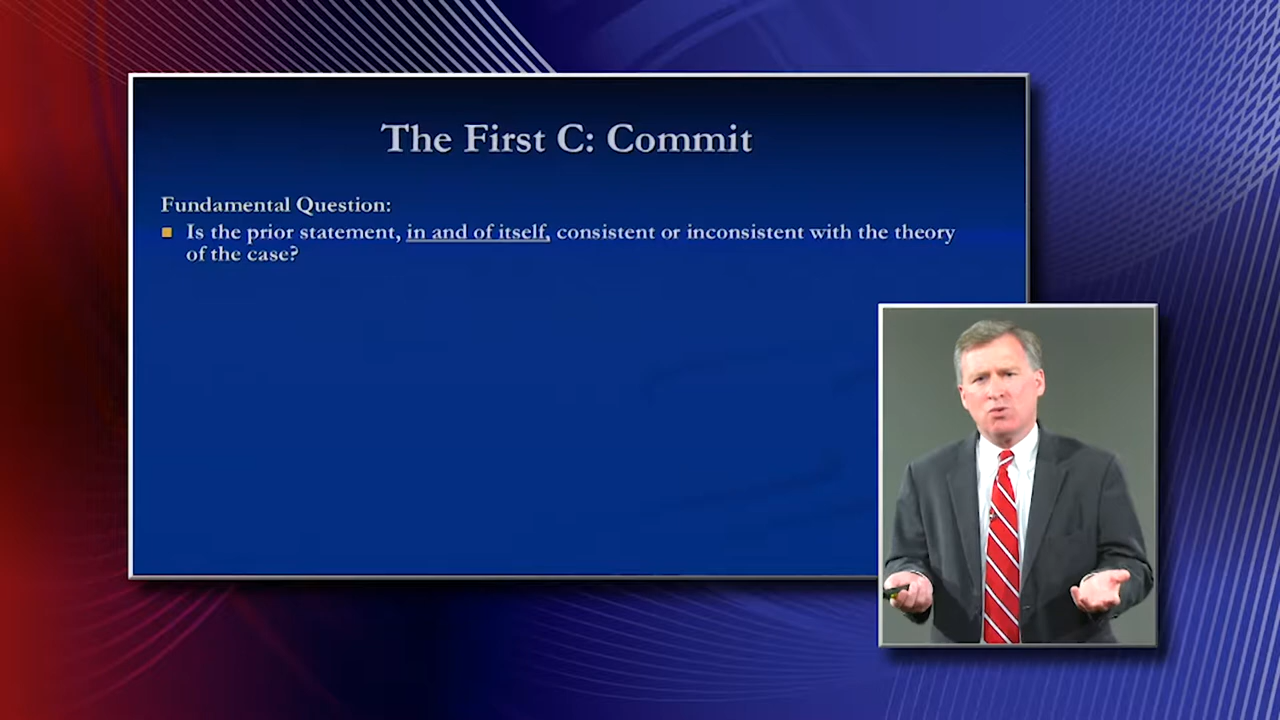 The First C: Commit
Fundamental Question:
Is the prior statement, in and of itself, consistent or inconsistent with the theory
of the case?